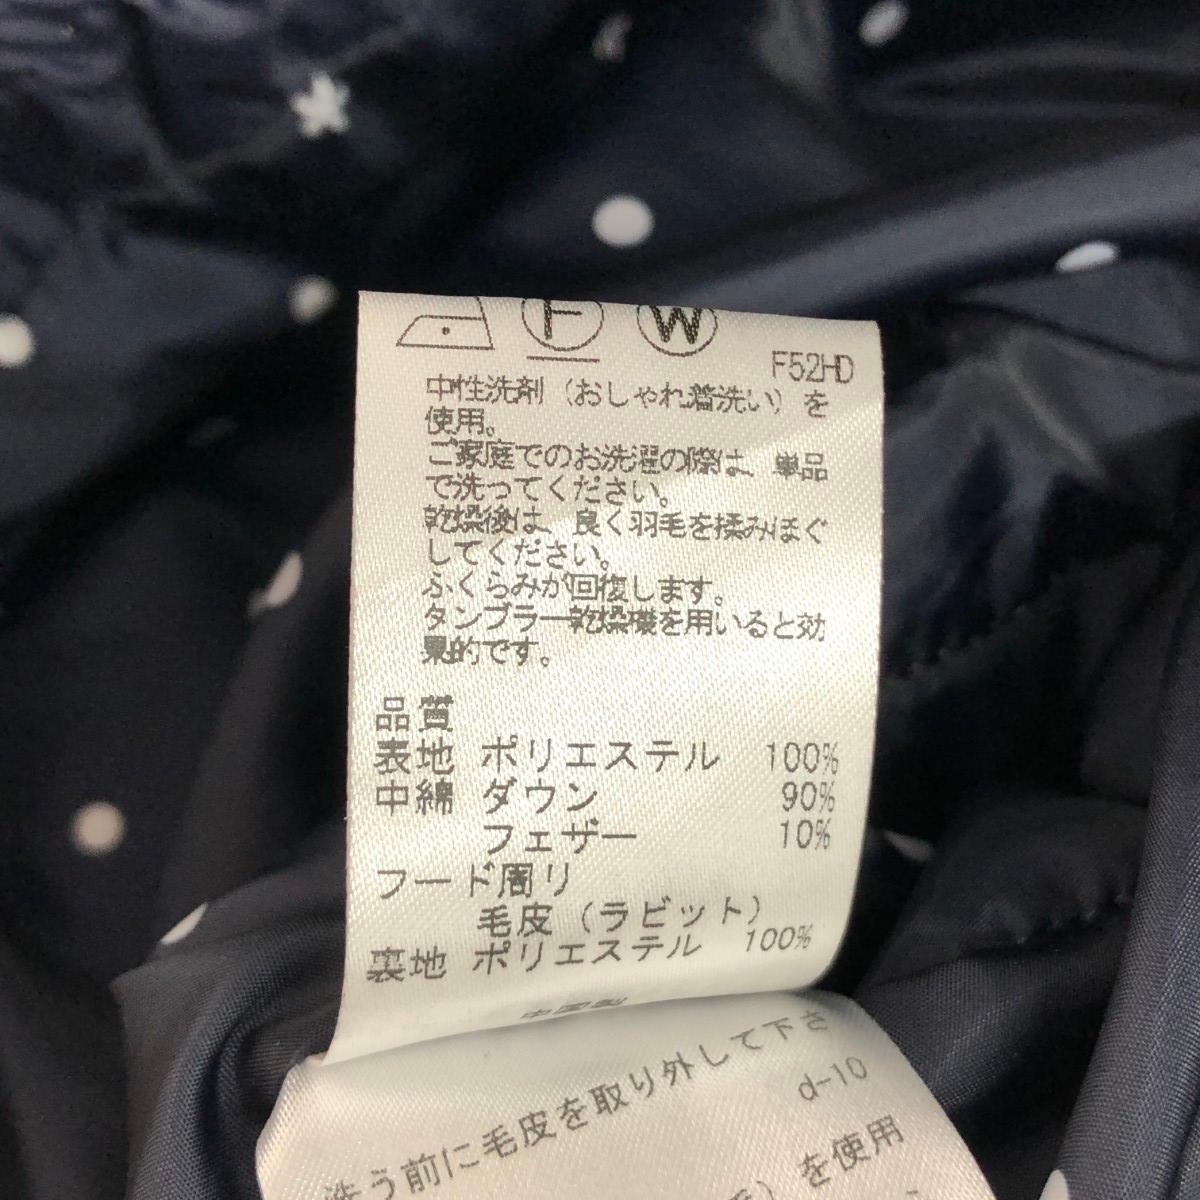 F W
F52HD
中性洗剤（おしゃれ着洗い）を
使用。
ご家庭でのお洗濯の際は、単品
で洗ってください。
乾燥後は、良く羽毛を揉みほぐ
してください。
ふくらみが回復します。
タンブラー乾燥機を用いると効
果的です。
品質
表地 ポリエステル 100%
中綿 ダウン 90%
フェザー 10%
フード周り
毛皮（ラビット）
裏地 ポリエステル 100%
中国製
洗う前に毛皮を取り外して下さ
d-10
）を使用